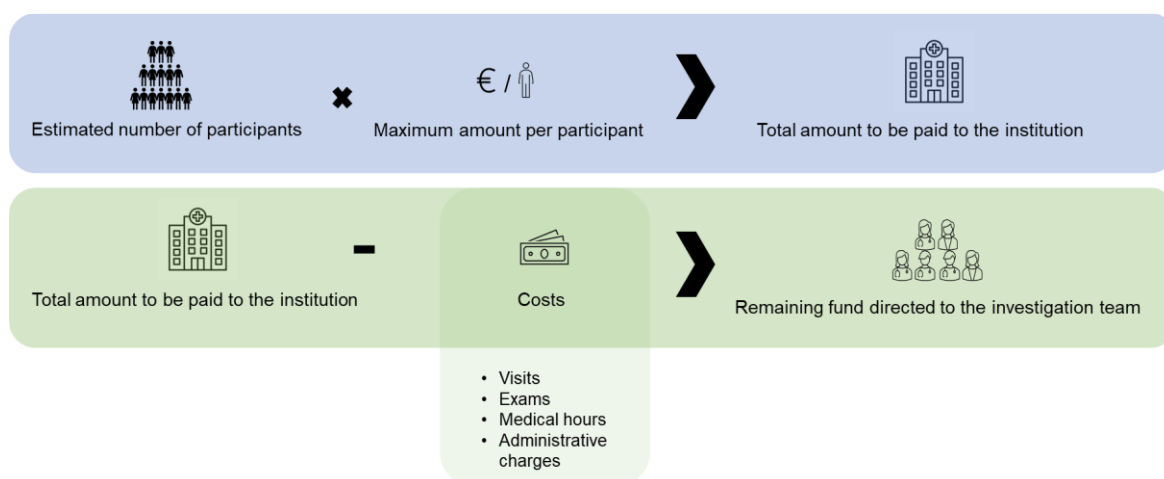 € /
Estimated number of participants
Maximum amount per participant
Total amount to be paid to the institution
Total amount to be paid to the institution
Costs
Remaining fund directed to the investigation team
• Visits
• Exams
• Medical hours
• Administrative
charges